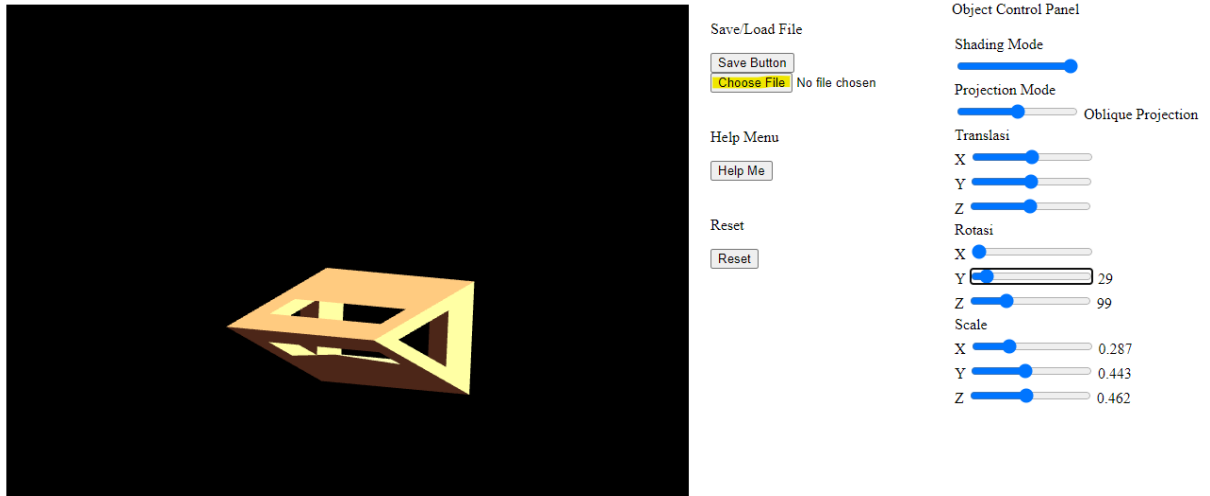 Save/Load File
Save Button
Choose File No file chosen
Help Menu
Help Me
Reset
Reset
Object Control Panel
Shading Mode
Projection Mode
Oblique Projection
Translasi
X
Y
Z
Rotasi
X
Y 29
Z 99
Scale
X 0.287
Y 0.443
Z 0.462